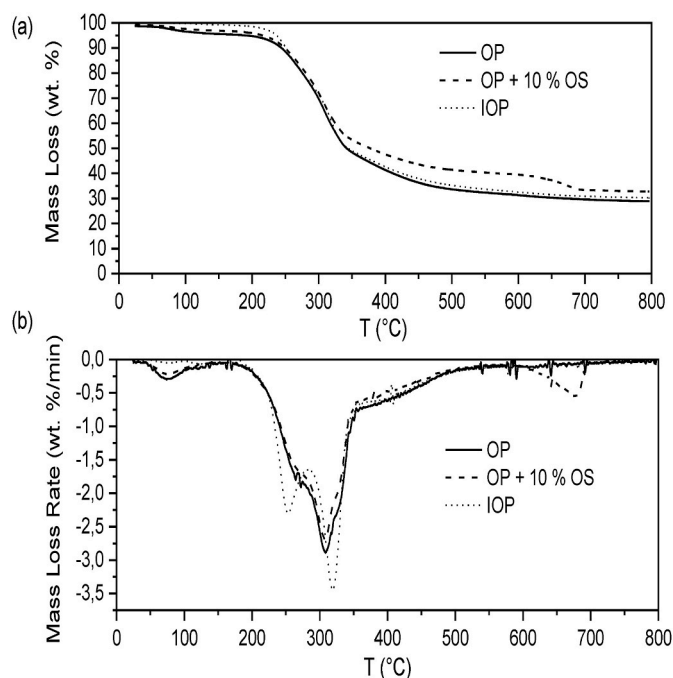 (a)
Mass Loss (wt. %)
100
90
80
70
60
50
40
30
20
10
0
OP
OP + 10 % OS
IOP
0 100 200 300 400 500 600 700 800
T (°C)
(b)
Mass Loss Rate (wt. %/min)
0,0
-0,5
-1,0
-1,5
-2,0
-2,5
-3,0
-3,5
OP
OP + 10 % OS
IOP
0 100 200 300 400 500 600 700 800
T (°C)